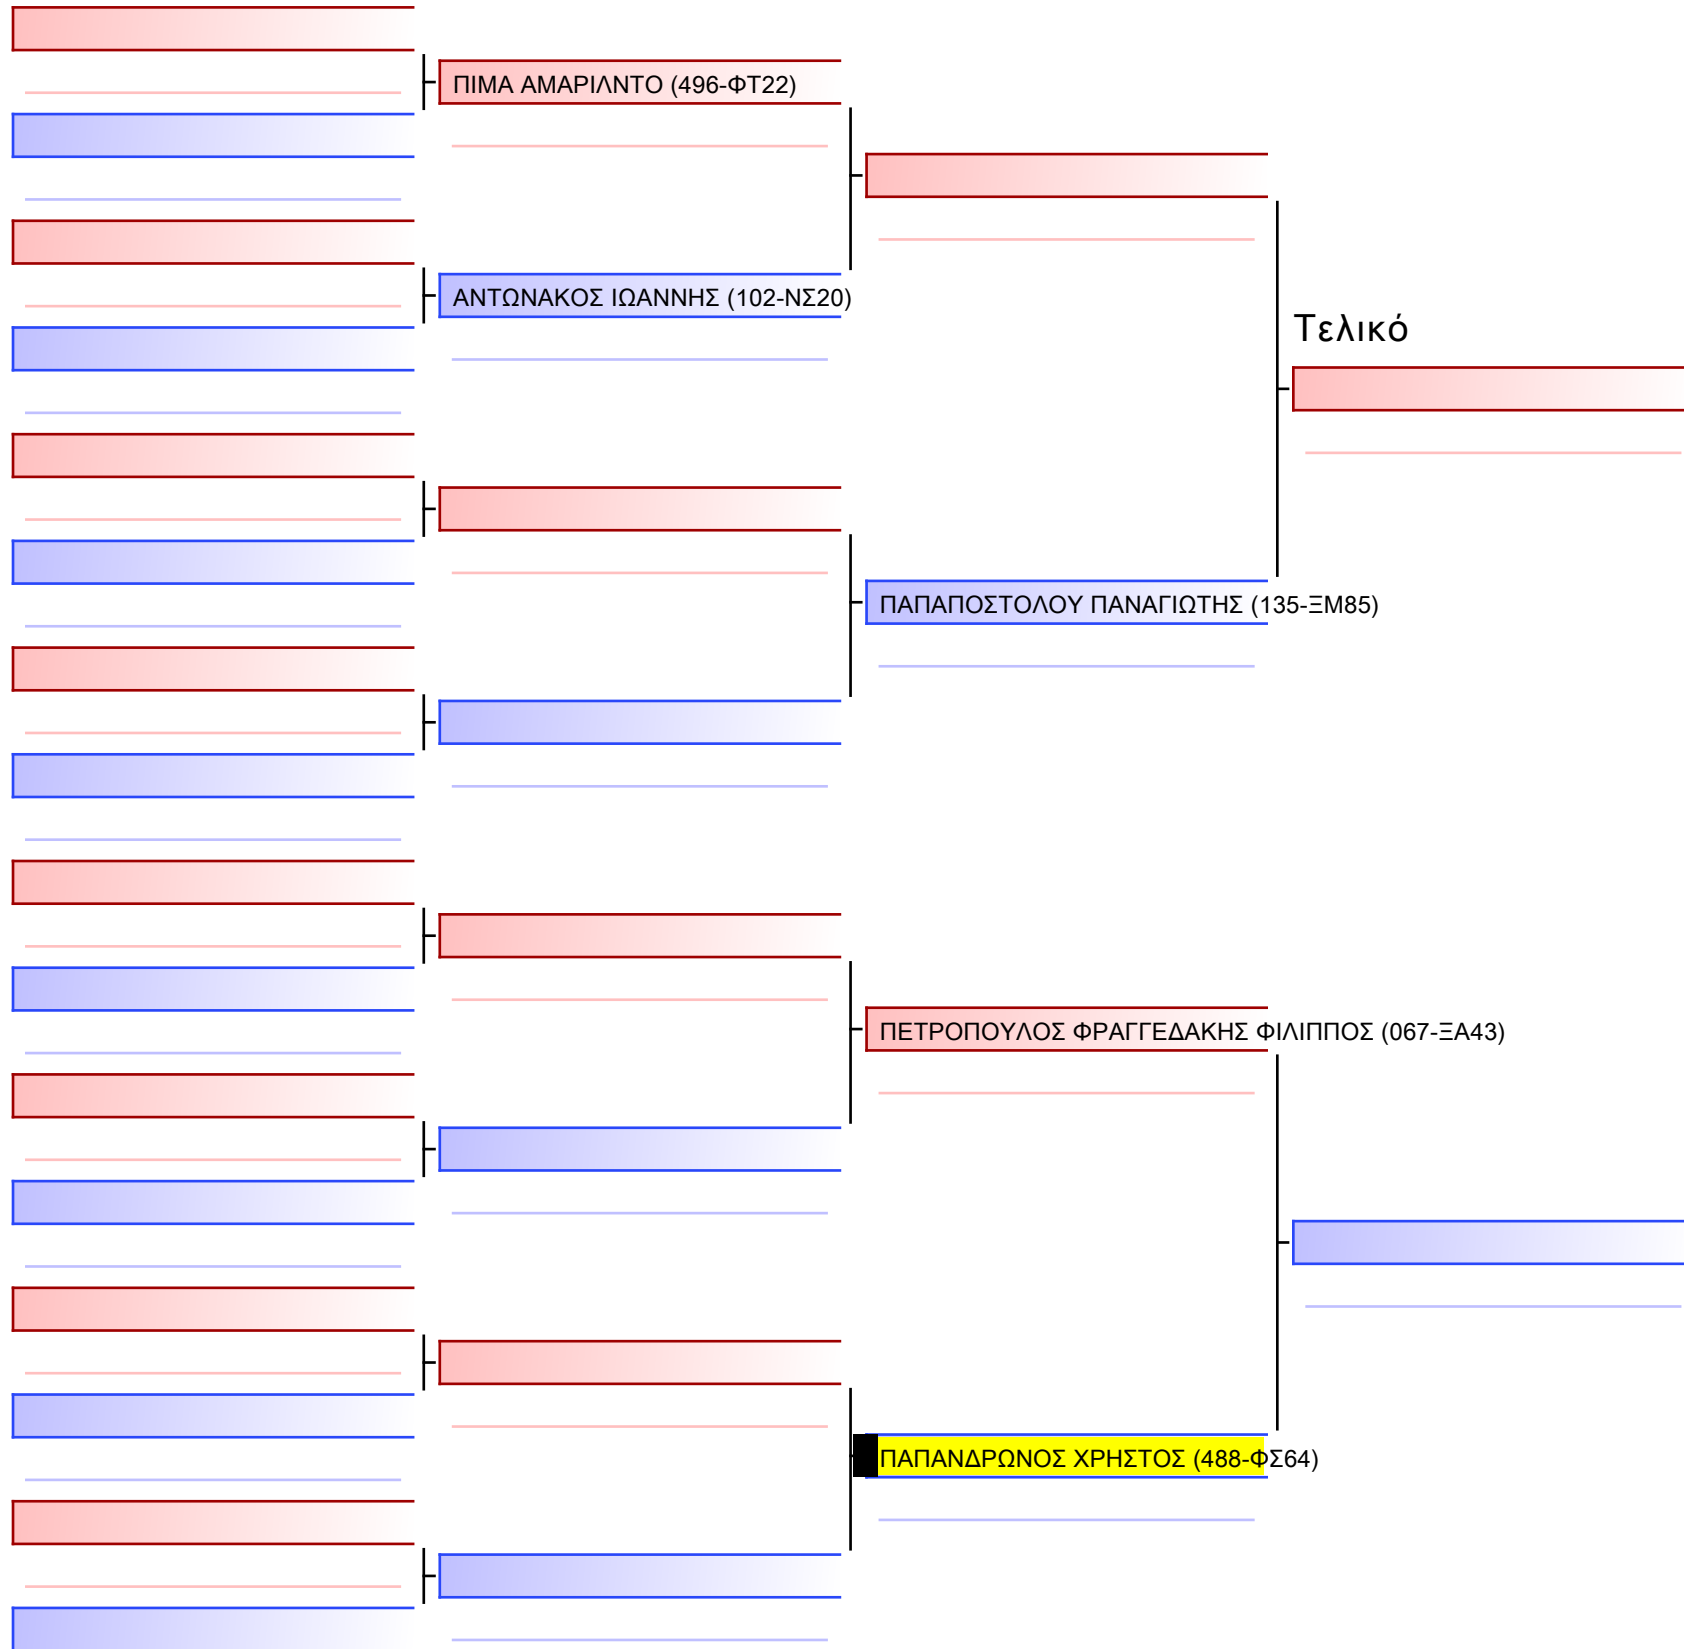 ΠΙΜΑ ΑΜΑΡΙΛΝΤΟ (496-ΦΤ22)
ΑΝΤΩΝΑΚΟΣ ΙΩΑΝΝΗΣ (102-ΝΣ20)
Τελικό
ΠΑΠΑΠΟΣΤΟΛΟΥ ΠΑΝΑΓΙΩΤΗΣ (135-ΞΜ85)
ΠΕΤΡΟΠΟΥΛΟΣ ΦΡΑΓΓΕΔΑΚΗΣ ΦΙΛΙΠΠΟΣ (067-ΞΑ43)
ΠΑΠΑΝΔΡΩΝΟΣ ΧΡΗΣΤΟΣ (488-ΦΣ64)